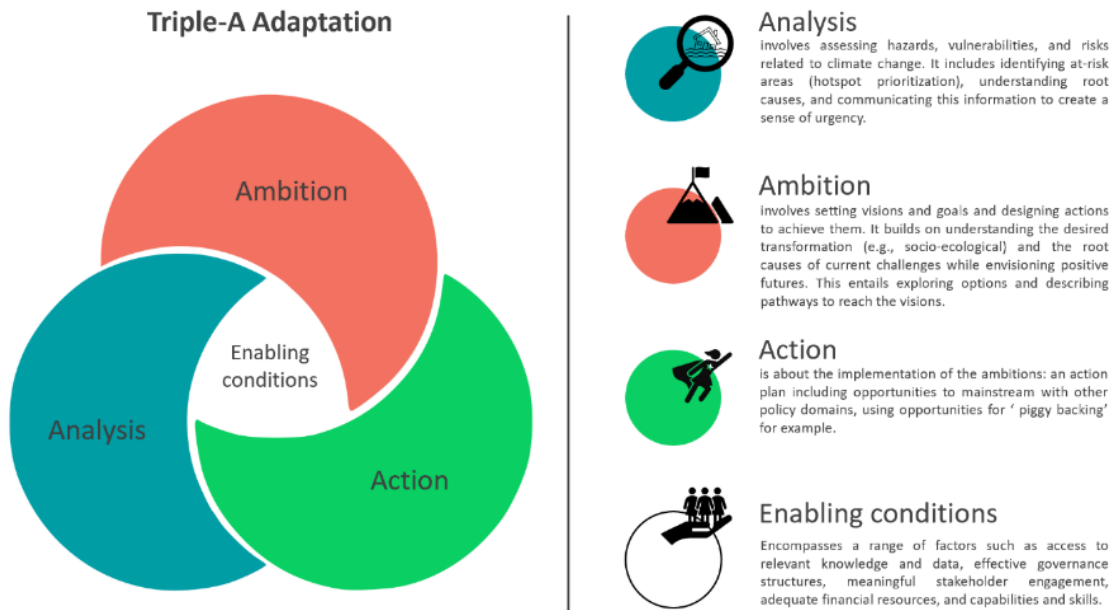 Triple-A Adaptation
Ambition
Enabling
conditions
Analysis
Action
Analysis
involves assessing hazards, vulnerabilities, and risks
related to climate change. It includes identifying at-risk
areas (hotspot prioritization), understanding root
causes, and communicating this information to create a
sense of urgency.
Ambition
involves setting visions and goals and designing actions
to achieve them. It builds on understanding the desired
transformation (e.g., socio-ecological) and the root
causes of current challenges while envisioning positive
futures. This entails exploring options and describing
pathways to reach the visions.
Action
is about the implementation of the ambitions: an action
plan including opportunities to mainstream with other
policy domains, using opportunities for ‘ piggy backing’
for example.
Enabling conditions
Encompasses a range of factors such as access to
relevant knowledge and data, effective governance
structures, meaningful stakeholder engagement,
adequate financial resources, and capabilities and skills.